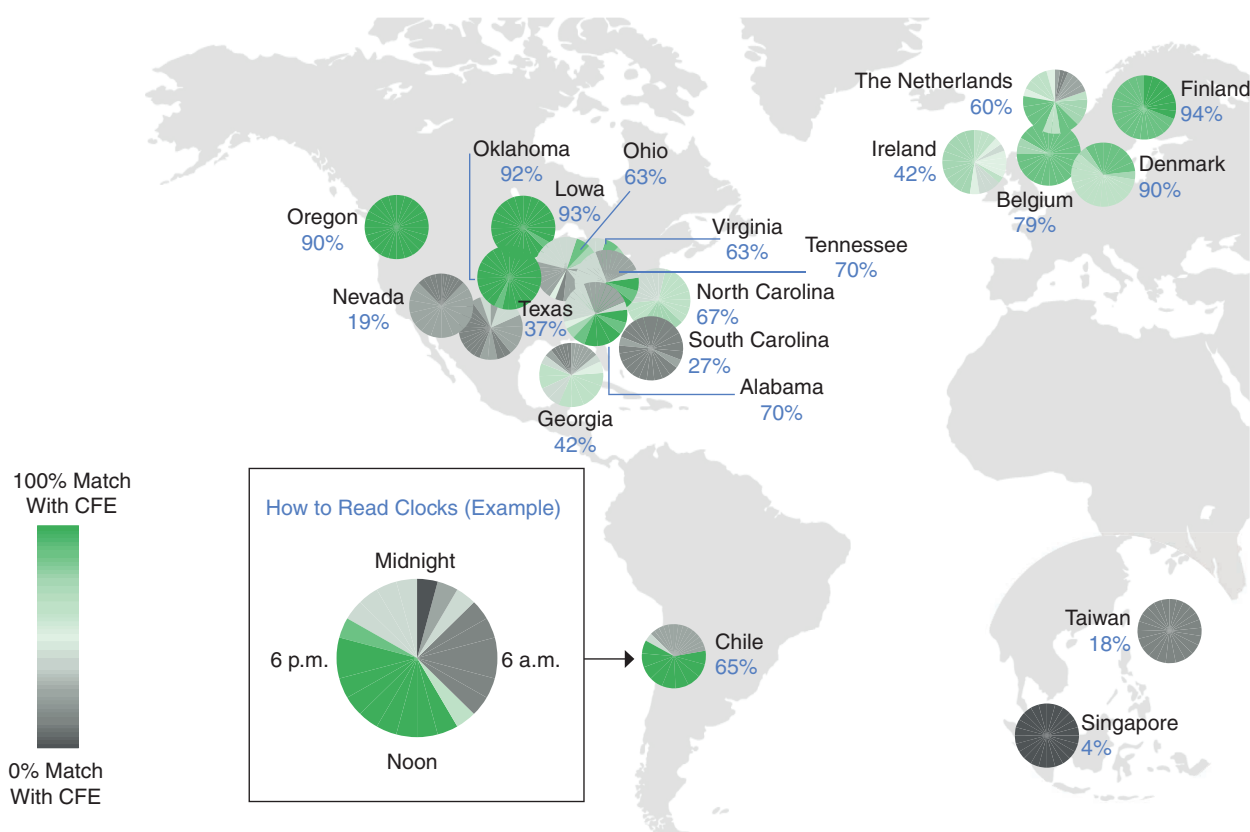 The Netherlands
60%
Finland
94%
Ireland
42%
Denmark
90%
Belgium
79%
Oklahoma
92%
Ohio
63%
Lowa
93%
Oregon
90%
Virginia
63%
Tennessee
70%
Nevada
19%
Texas
37%
North Carolina
67%
South Carolina
27%
Alabama
70%
Georgia
42%
100% Match
With CFE
0% Match
With CFE
How to Read Clocks (Example)
Midnight
6 p.m.
6 a.m.
Noon
Chile
65%
Taiwan
18%
Singapore
4%